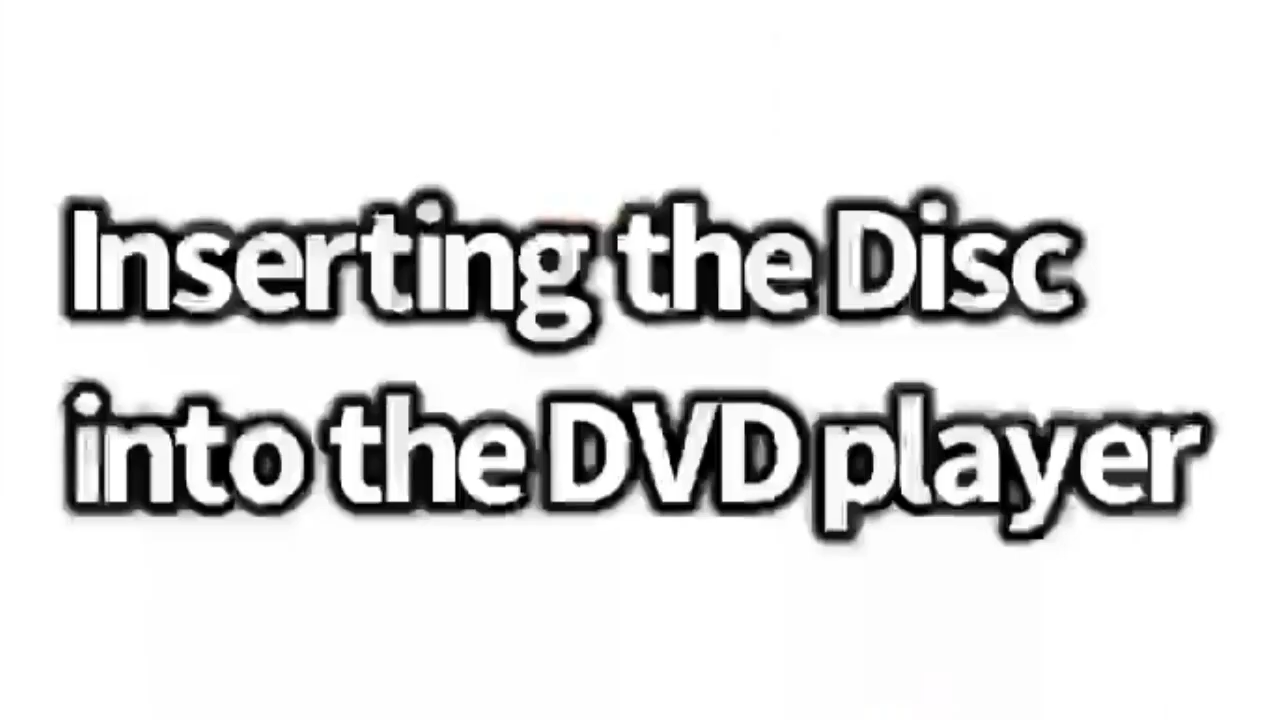 Inserting the Disc
into the DVD player